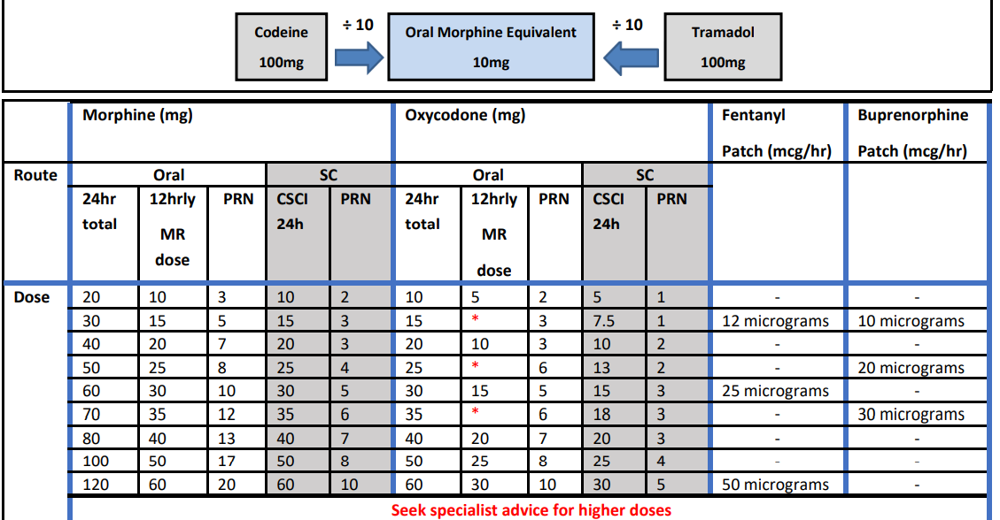 ÷ 10 ÷ 10
Codeine Oral Morphine Equivalent Tramadol
100mg 10mg 100mg
Morphine (mg) Oxycodone (mg) Fentanyl Buprenorphine
Patch (mcg/hr) Patch (mcg/hr)
Route Oral SC Oral SC
24hr 12hrly PRN CSCI PRN 24hr 12hrly PRN CSCI PRN
total 24h total 24h
MR MR
dose
dose
Dose 20 10 3 10 2 10 5 2 5 1 - -
30 15 5 15 3 15 * 3 7.5 1 12 micrograms 10 micrograms
40 20 7 20 3 20 10 3 10 2 - -
50 25 8 25 4 25 * 6 13 2 - 20 micrograms
60 30 10 30 5 30 15 5 15 3 25 micrograms -
70 35 12 35 6 35 * 6 18 3 - 30 micrograms
80 40 13 40 7 40 20 7 20 3 - -
100 50 17 50 8 50 25 8 25 4 - -
120 60 20 60 10 60 30 10 30 5 50 micrograms -
Seek specialist advice for higher doses